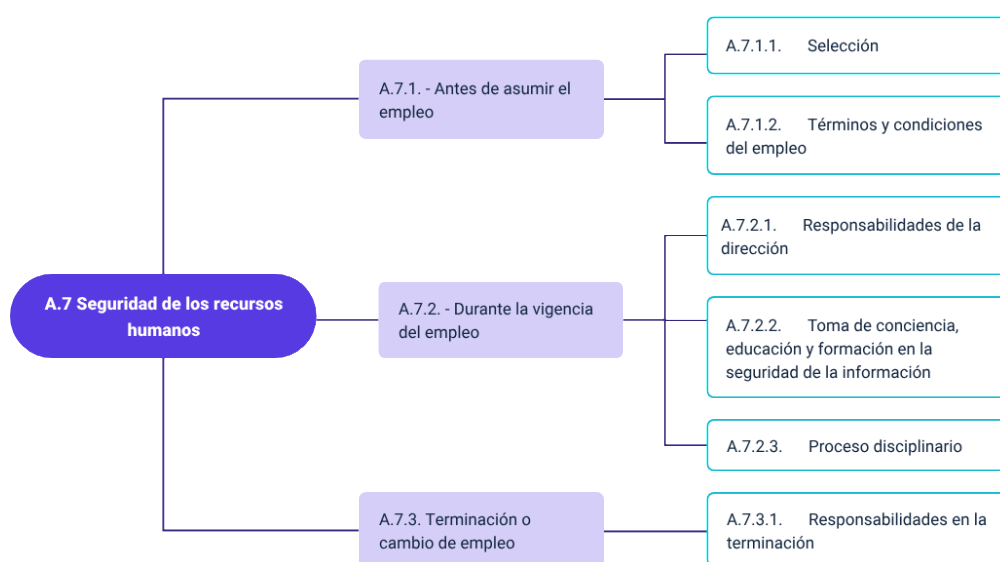 A.7 Seguridad de los recursos
humanos
A.7.1. - Antes de asumir el
empleo
A.7.1.1. Selección
A.7.1.2. Términos y condiciones
del empleo
A.7.2. - Durante la vigencia
del empleo
A.7.2.1. Responsabilidades de la
dirección
A.7.2.2. Toma de conciencia,
educación y formación en la
seguridad de la información
A.7.2.3. Proceso disciplinario
A.7.3. Terminación o
cambio de empleo
A.7.3.1. Responsabilidades en la
terminación